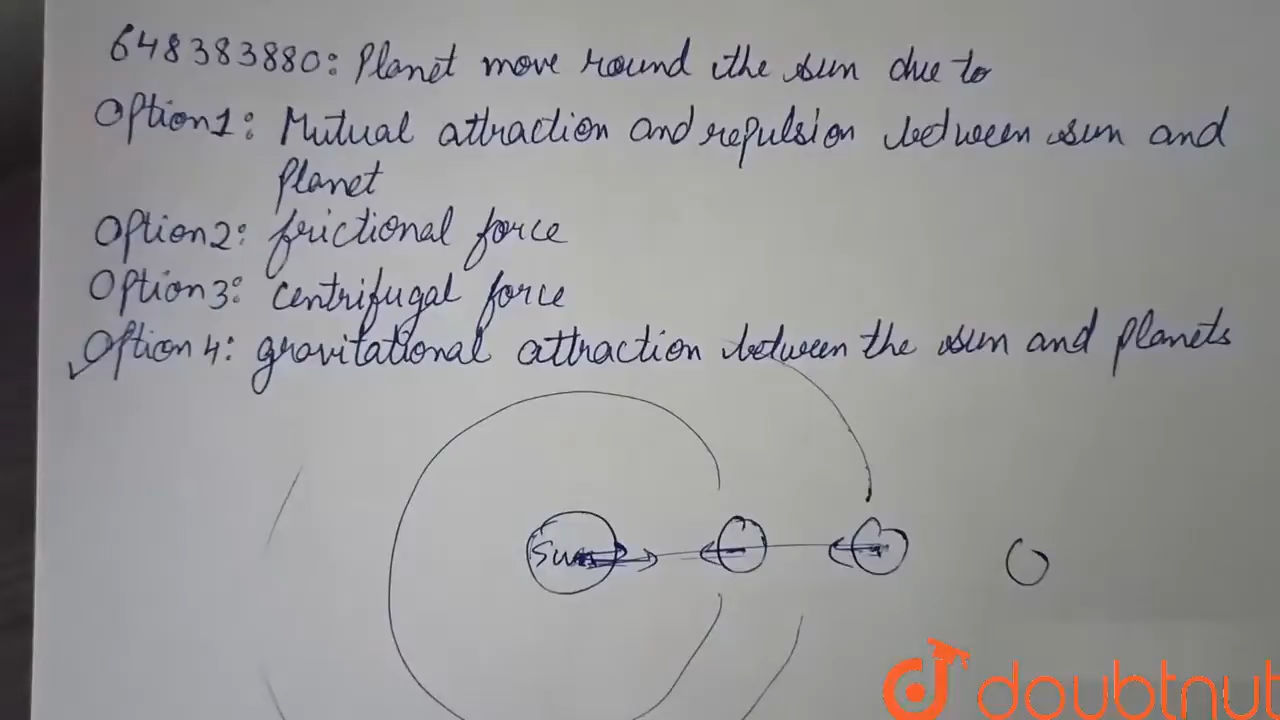 648383880: Planet move round the sun due to
Option1: Mutual attraction and repulsion between sun and
Planet
Option2: frictional force
Option3: centrifugal force
Option4: gravitational attraction between the sun and planets
Sun
doubtnut